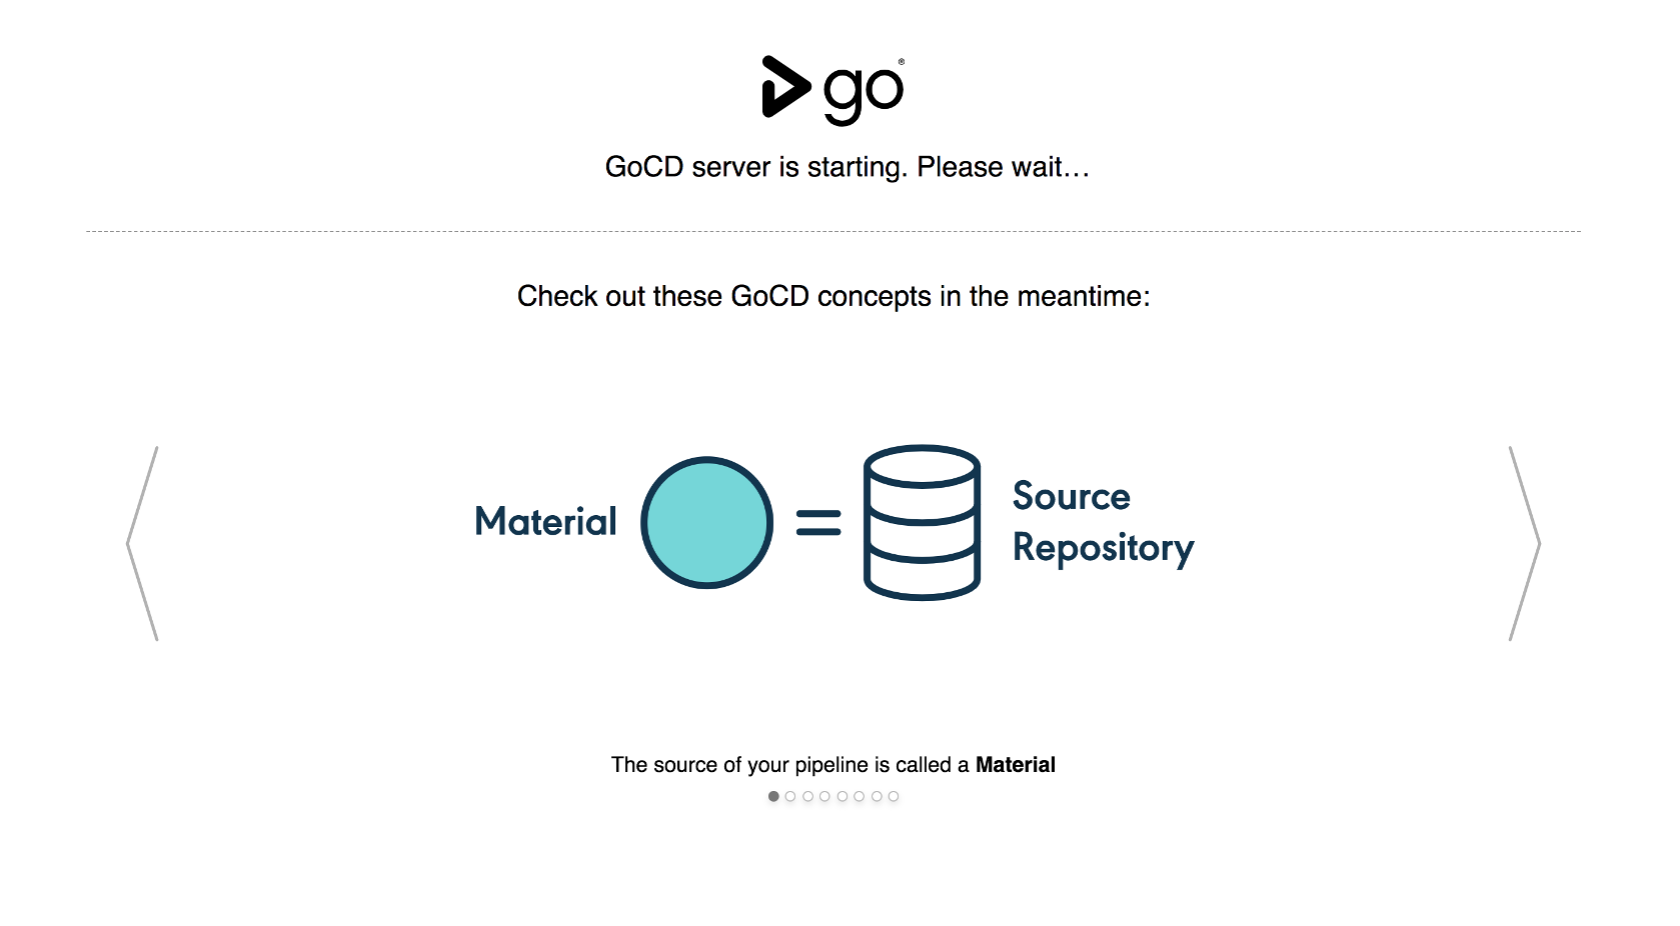 go®
GoCD server is starting. Please wait…
Check out these GoCD concepts in the meantime:
Material
=
Source
Repository
The source of your pipeline is called a Material